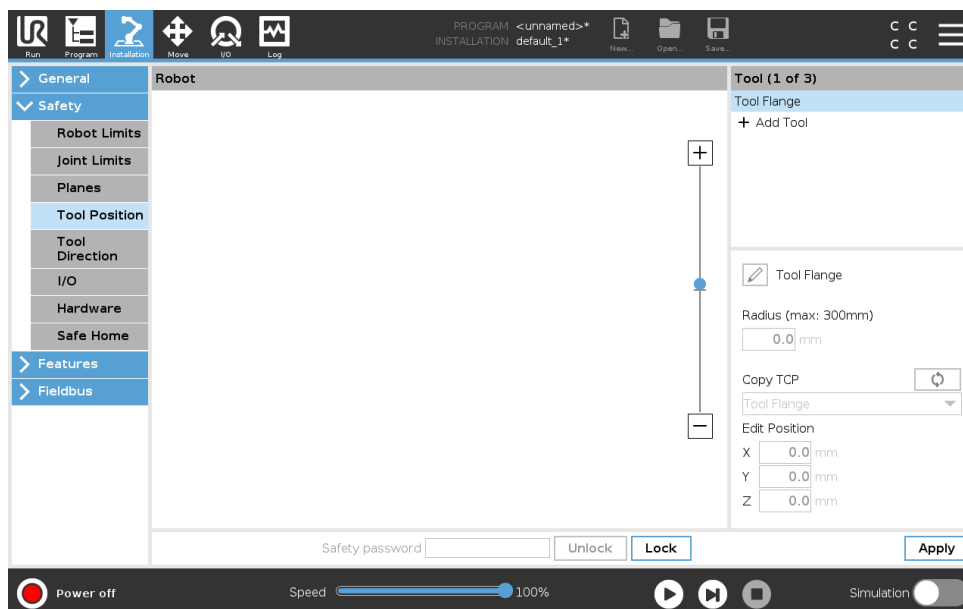 PROGRAM <unnamed>*
INSTALLATION default_1*
UR
Run
Program
Installation
Move
I/O
Log
New...
Open...
Save...
C C
C C
General
Safety
Robot Limits
Joint Limits
Planes
Tool Position
Tool
Direction
I/O
Hardware
Safe Home
Features
Fieldbus
Robot
+
−
Tool (1 of 3)
Tool Flange
+ Add Tool
Tool Flange
Radius (max: 300mm)
0.0 mm
Copy TCP
Tool Flange
Edit Position
X 0.0 mm
Y 0.0 mm
Z 0.0 mm
Safety password
Unlock
Lock
Apply
Power off
Speed
100%
Simulation